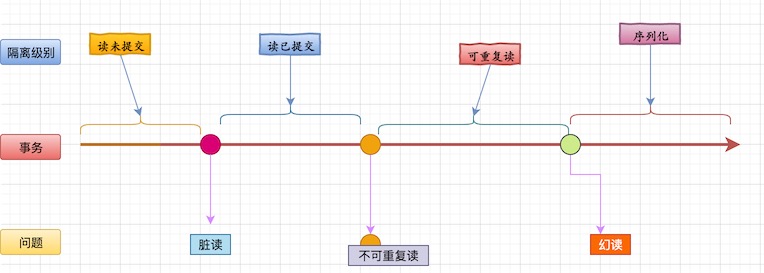 隔离级别
读未提交
读已提交
可重复读
序列化
事务
问题
脏读
不可重复读
幻读